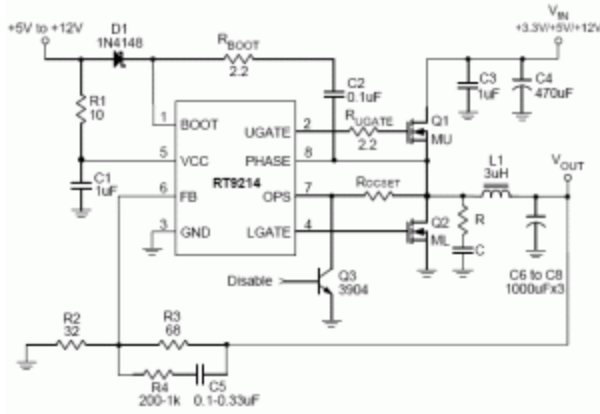 +5V to +12V
D1
1N4148
RBOOT
2.2
VIN
+3.3V/+5V/+12V
R1
10
C2
0.1uF
C3
1uF
C4
470uF
1
BOOT
UGATE
2
RUGATE
2.2
Q1
MU
5
VCC
PHASE
8
RT9214
L1
3uH
VOUT
C1
1uF
6
FB
OPS
7
ROCSET
3
GND
LGATE
4
Q2
ML
R
C
C6 to C8
1000uFx3
Disable
Q3
3904
R2
32
R3
68
R4
200-1k
C5
0.1-0.33uF